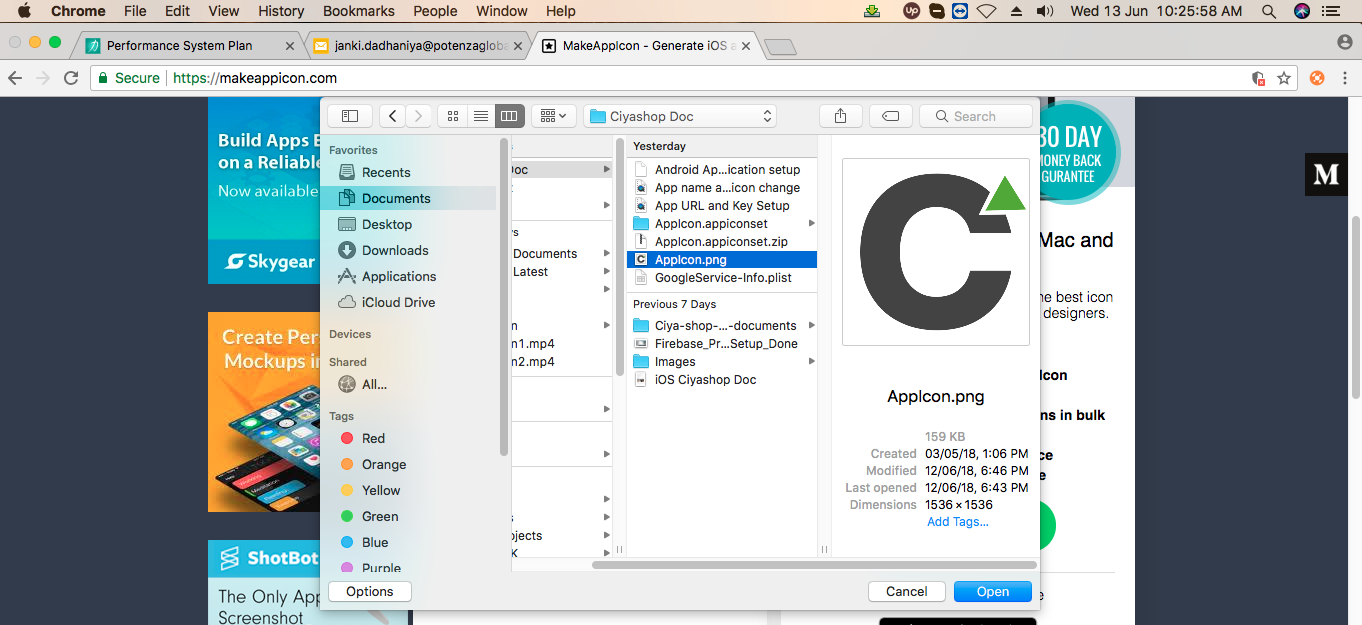 Chrome File Edit View History Bookmarks People Window Help
Up
Wed 13 Jun 10:25:58 AM
Performance System Plan
janki.dadhaniya@potenzagloba
MakeAppIcon - Generate iOS a
Secure https://makeappicon.com
Build Apps
on a Reliable
Now available
Skygear
Create Per
Mockups in
ShotBot
The Only App
Screenshot
Ciyashop Doc
Search
Favorites
Recents
Documents
Desktop
Downloads
Applications
iCloud Drive
Devices
Shared
All...
Tags
Red
Orange
Yellow
Green
Blue
Purple
Options
Documents
Latest
m1.mp4
m2.mp4
Yesterday
Android Ap...ication setup
App name a...icon change
App URL and Key Setup
AppIcon.appiconset
AppIcon.appiconset.zip
AppIcon.png
GoogleService-Info.plist
Previous 7 Days
Ciya-shop-...-documents
Firebase_Pr...Setup_Done
Images
iOS Ciyashop Doc
C
AppIcon.png
159 KB
Created 03/05/18, 1:06 PM
Modified 12/06/18, 6:46 PM
Last opened 12/06/18, 6:43 PM
Dimensions 1536 × 1536
Add Tags...
Cancel
Open
30 DAY
MONEY BACK
GURANTEE
M
Mac and
he best icon
designers.
Icon
ns in bulk